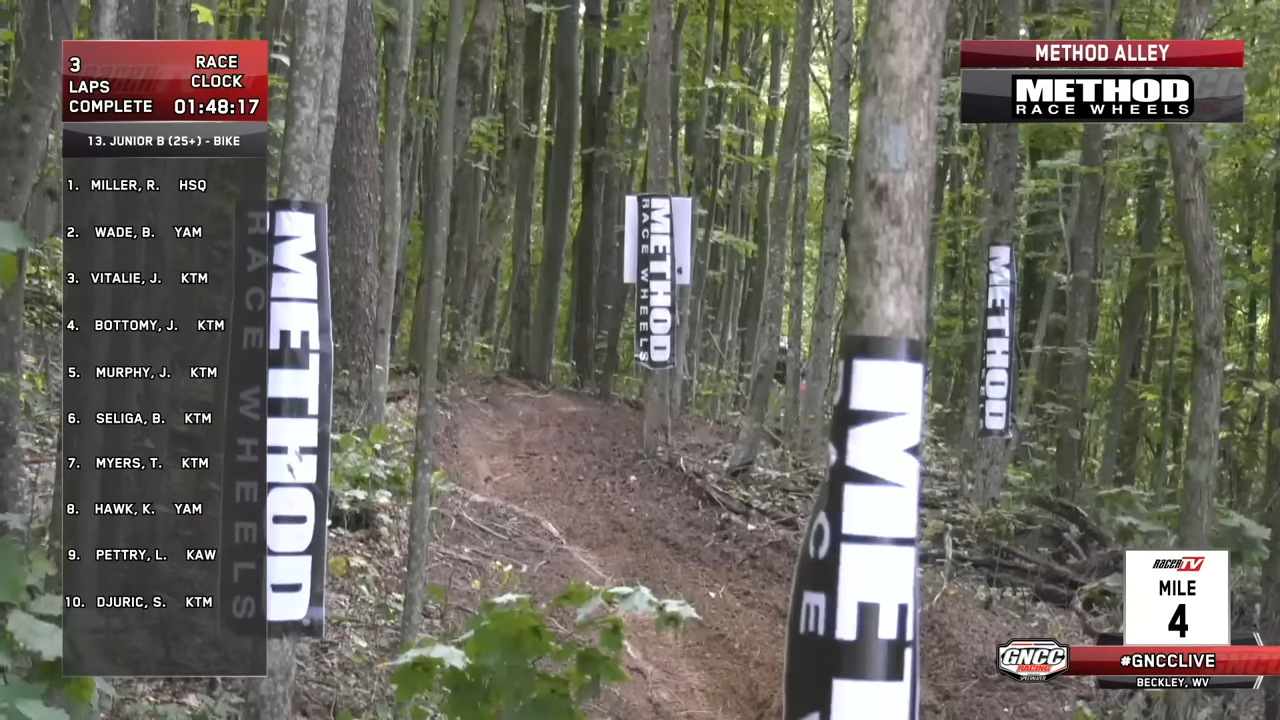 3
LAPS
COMPLETE
RACE
CLOCK
01:48:17
13. JUNIOR B (25+) - BIKE
1. MILLER, R. HSQ
2. WADE, B. YAM
3. VITALIE, J. KTM
4. BOTTOMY, J. KTM
5. MURPHY, J. KTM
6. SELIGA, B. KTM
7. MYERS, T. KTM
8. HAWK, K. YAM
9. PETTRY, L. KAW
10. DJURIC, S. KTM
METHOD
RACE WHEELS
METHOD
RACE WHEELS
METHOD
METHOD ALLEY
METHOD
RACE WHEELS
RACER TV
MILE
4
GNCC
RACING
#GNCCLIVE
BECKLEY, WV